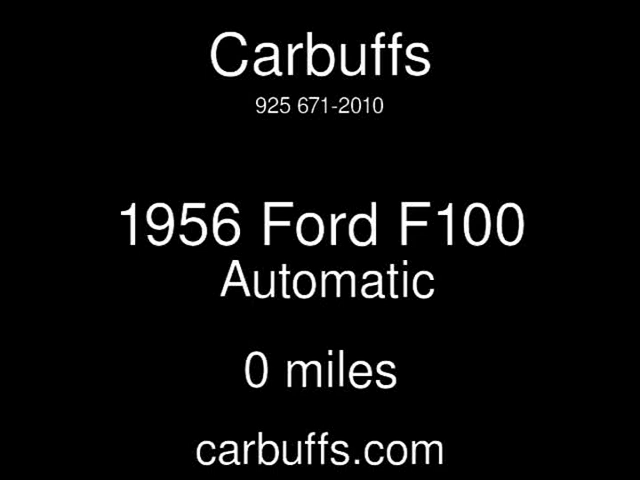 Carbuffs
925 671-2010
1956 Ford F100
Automatic
0 miles
carbuffs.com